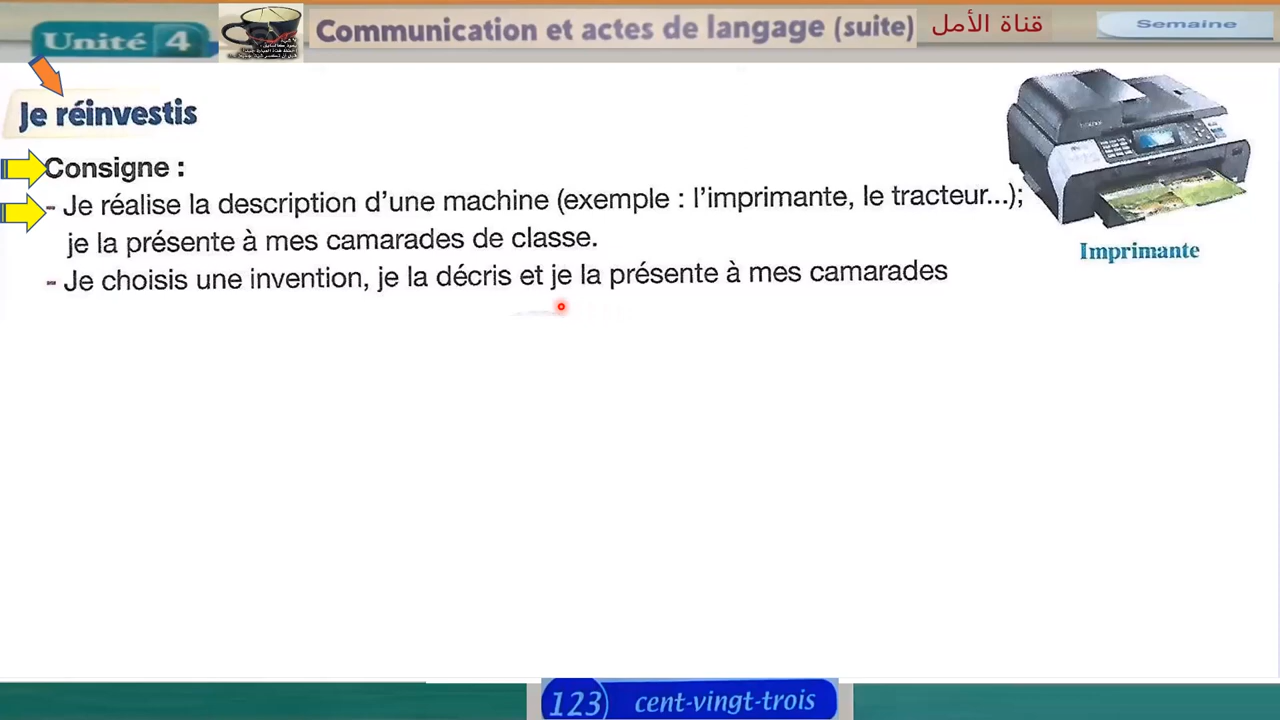 Unité 4
Communication et actes de langage (suite)
قناة الأمل
Semaine
Je réinvestis
Consigne :
- Je réalise la description d'une machine (exemple : l'imprimante, le tracteur...);
je la présente à mes camarades de classe.
- Je choisis une invention, je la décris et je la présente à mes camarades
Imprimante
123 cent-vingt-trois